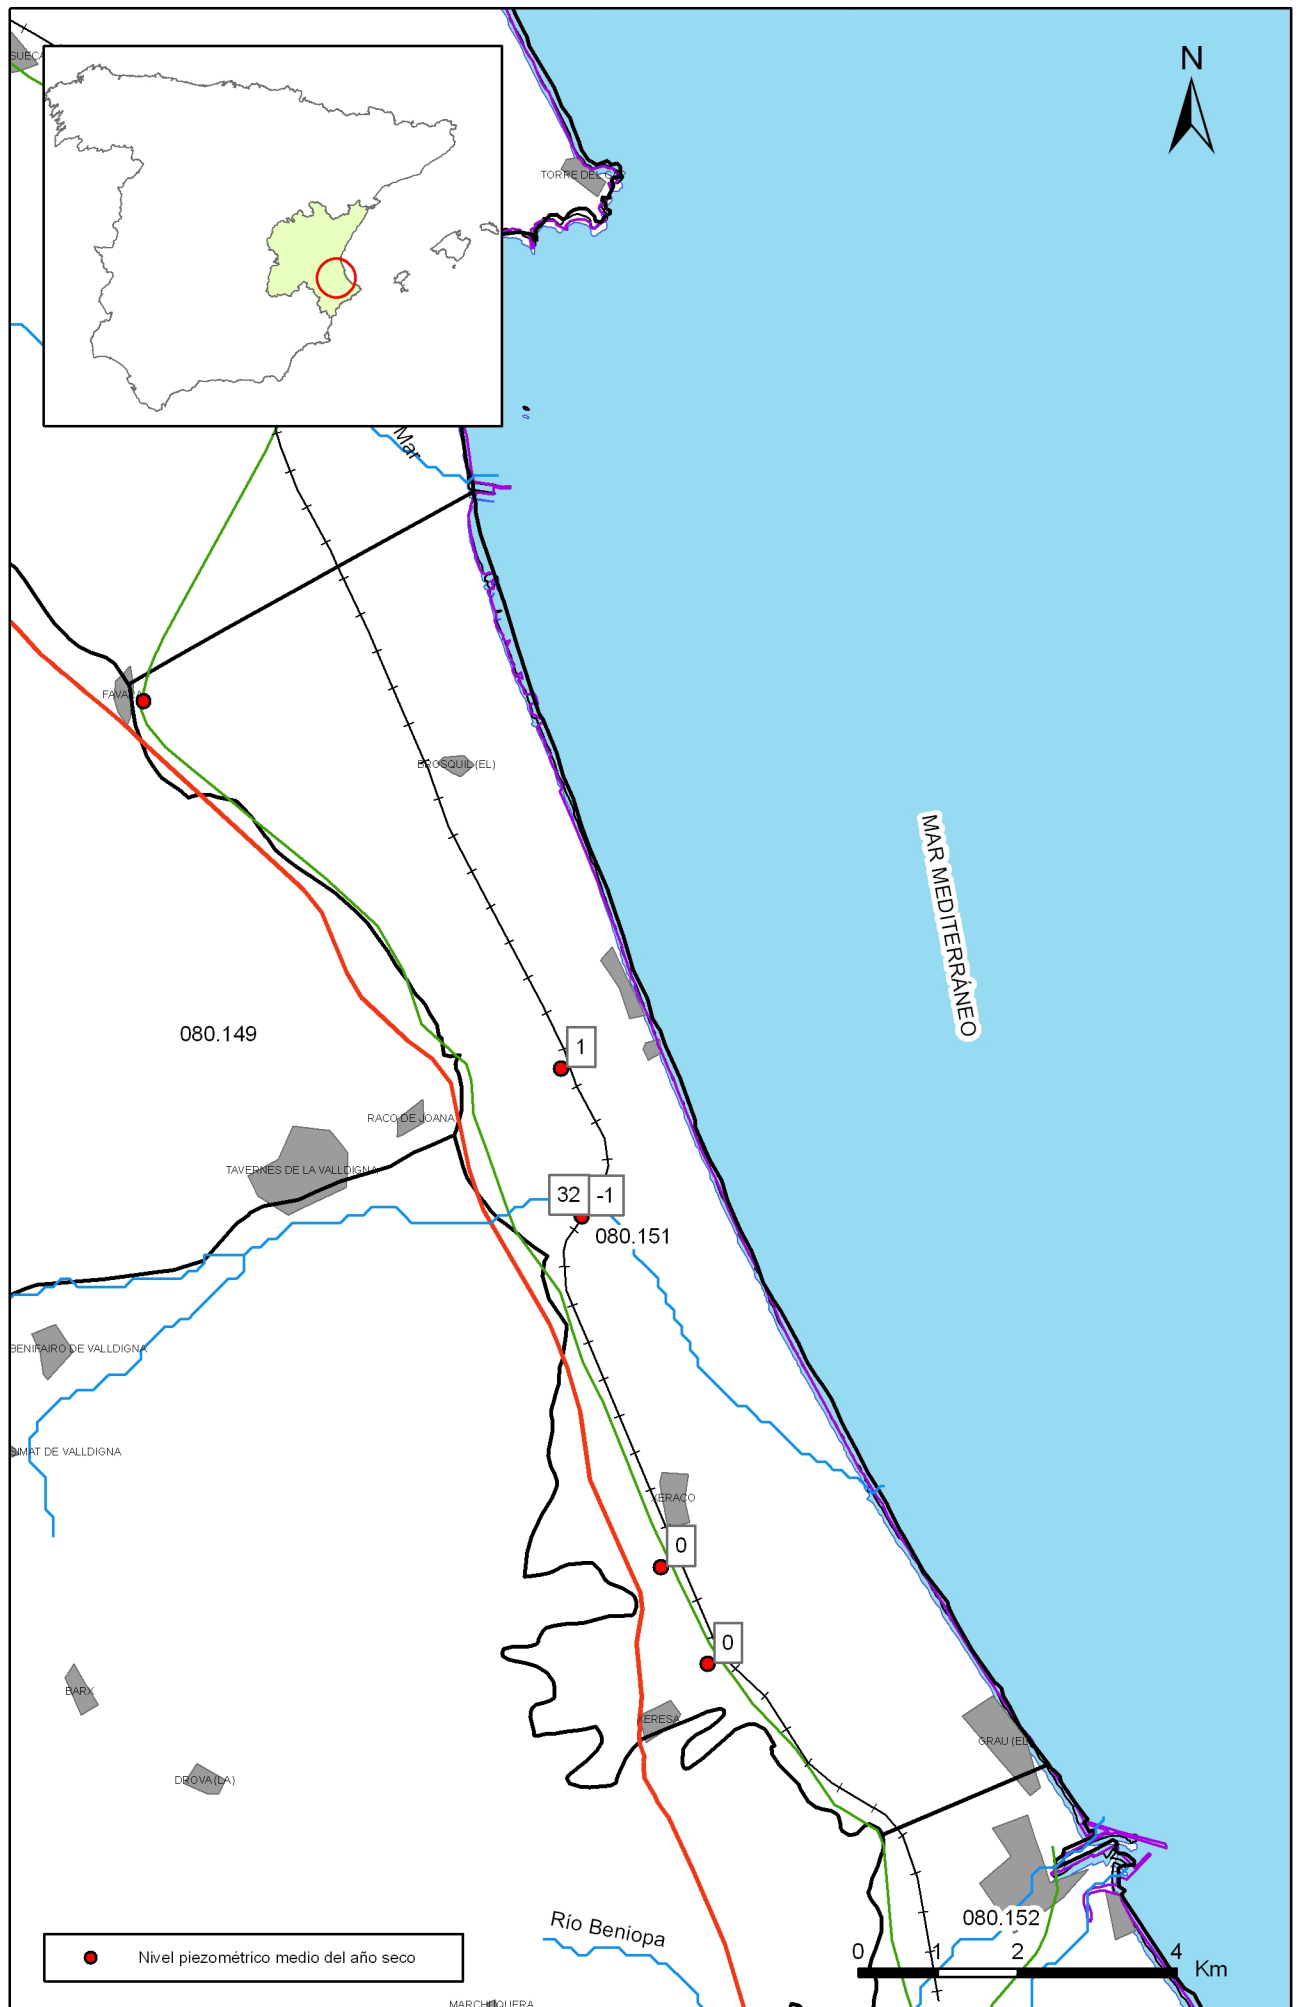 N
TORRE DEL
Mar
BROSQUIL (EL)
MAR MEDITERRÁNEO
080.149
1
RACO DE JOANA
TAVERNES DE LA VALLDIGNA
32
-1
080.151
BENIFAIRO DE VALLDIGNA
DE VALLDIGNA
XERACO
0
0
BARX
XERESA
GRAU (EL)
DROVA (LA)
080.152
Río Beniopa
Nivel piezométrico medio del año seco
0 1 2 4
Km